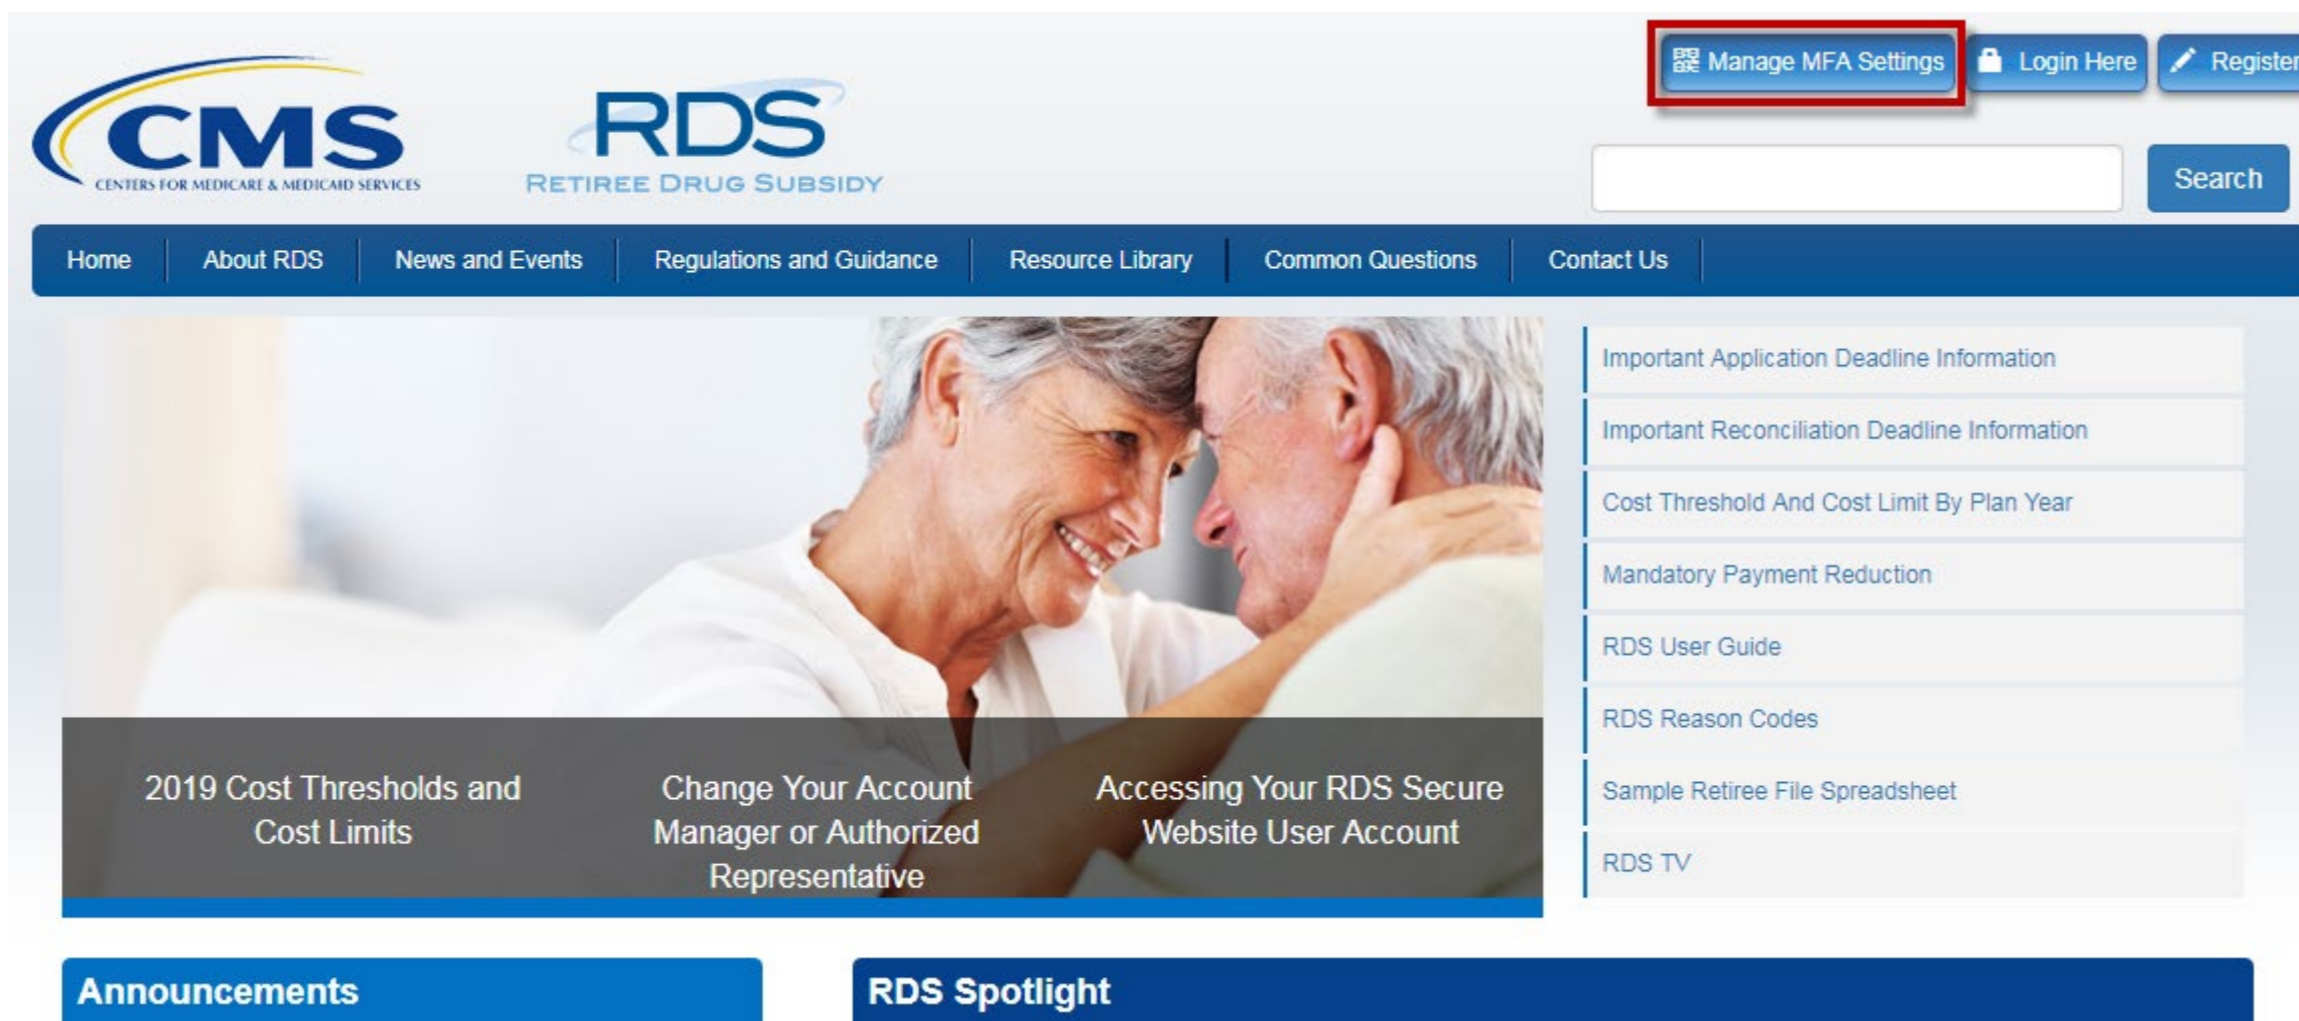 Manage MFA Settings
Login Here
Register
CMS
CENTERS FOR MEDICARE & MEDICAID SERVICES
RDS
RETIREE DRUG SUBSIDY
Search
Home
About RDS
News and Events
Regulations and Guidance
Resource Library
Common Questions
Contact Us
2019 Cost Thresholds and
Cost Limits
Change Your Account
Manager or Authorized
Representative
Accessing Your RDS Secure
Website User Account
Important Application Deadline Information
Important Reconciliation Deadline Information
Cost Threshold And Cost Limit By Plan Year
Mandatory Payment Reduction
RDS User Guide
RDS Reason Codes
Sample Retiree File Spreadsheet
RDS TV
Announcements
RDS Spotlight